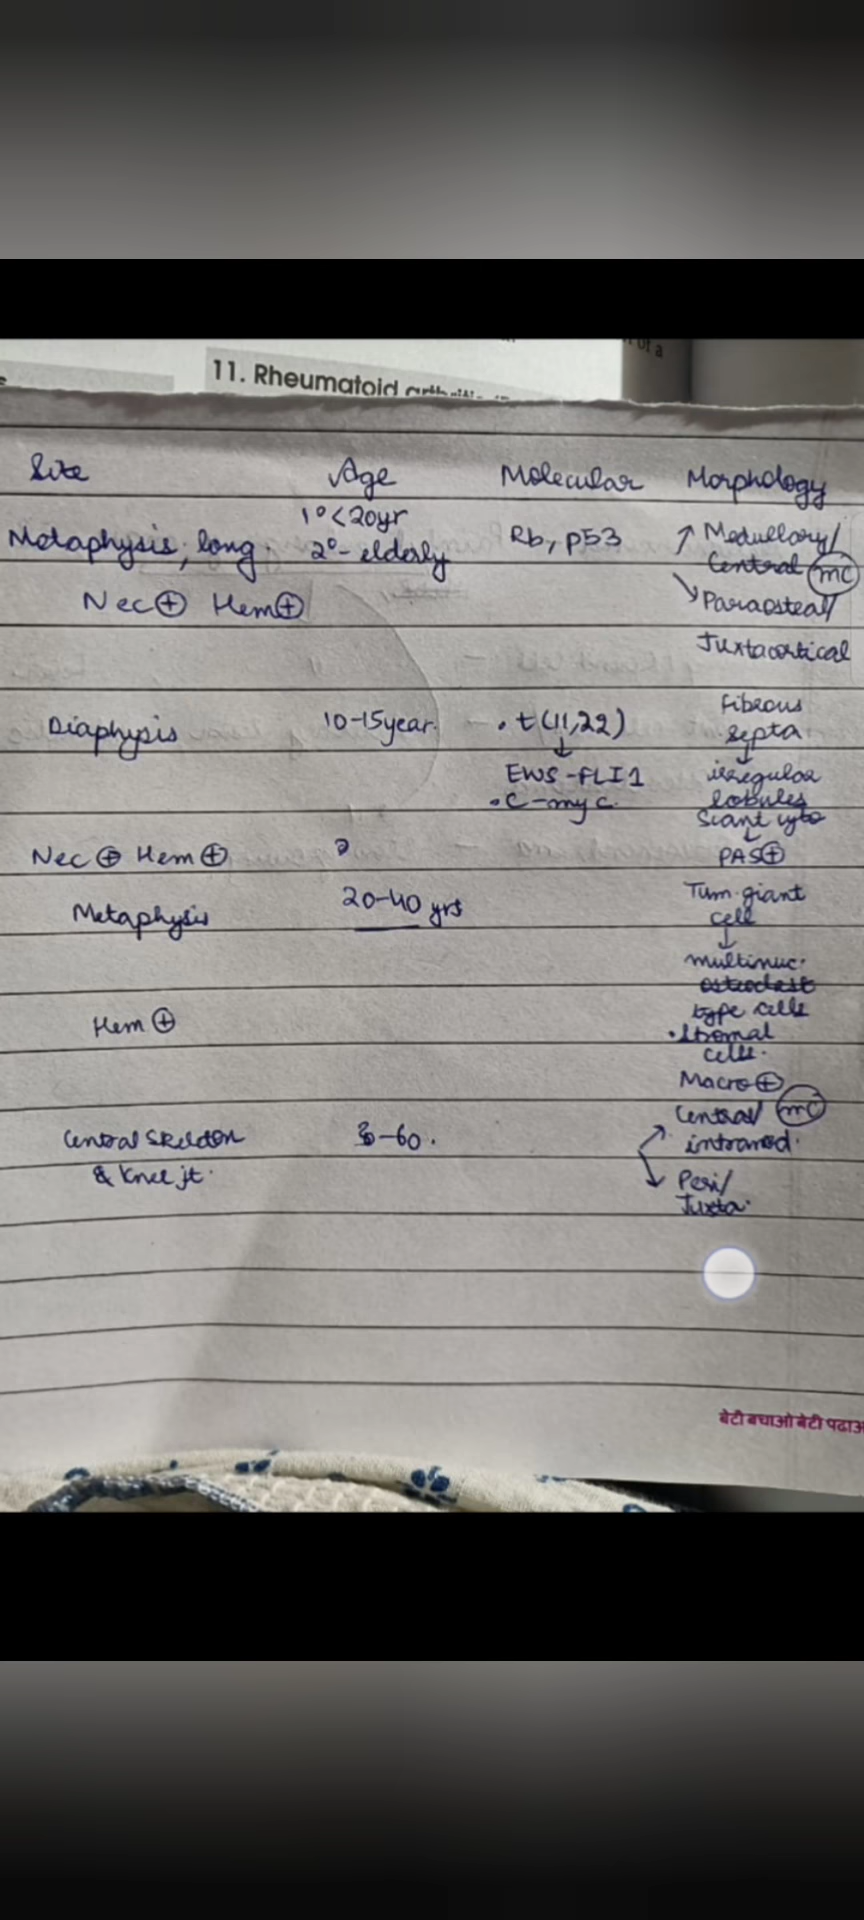 11. Rheumatoid
Site Age Molecular Morphology
1° <20yr
Metaphysis, long 2°- elderly Rb, p53 ↗ Medullary/
Central (mc)
Nec ⊕ Hem ⊕ ↘ Paraosteal/
Juxtacortical
Diaphysis 10-15year. • t(11,22) Fibrous
septa
↓ ↓
EWS-FLI1 irregular
• C-myc. lobules
Scant cyto
↓
Nec ⊕ Hem ⊕ PAS⊕
Metaphysis 20-40 yrs Tum. giant
cell
↓
multinuc.
osteoclast
Hem ⊕ type cells
• Stromal
cells.
Macro ⊕
Central/ (mc)
Central Skeleton -60. ↗ intramed.
& knee jt. ↘ Peri/
Juxta.
बेटी बचाओ बेटी पढाओ